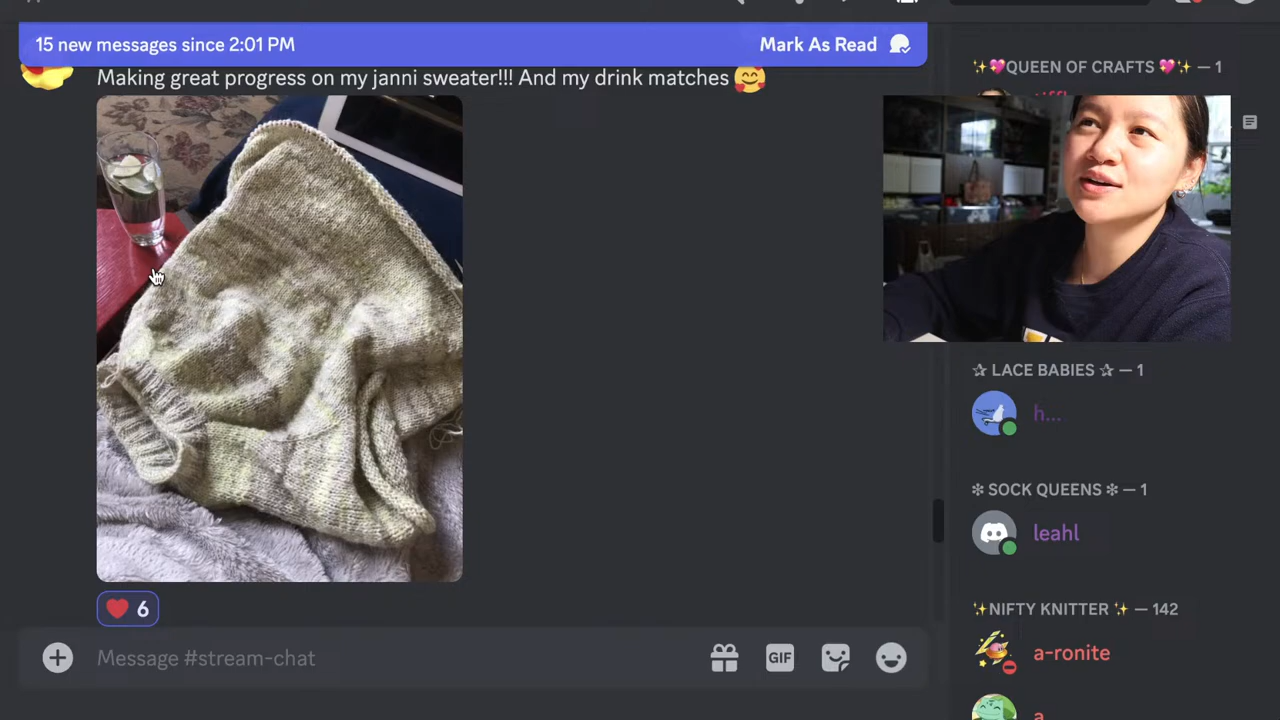 15 new messages since 2:01 PM
Mark As Read
Making great progress on my janni sweater!!! And my drink matches 🥰
❤️ 6
Message #stream-chat
GIF
✨💖QUEEN OF CRAFTS 💖✨ — 1
✰ LACE BABIES ✰ — 1
h...
❇ SOCK QUEENS ❇ — 1
leahl
✨NIFTY KNITTER ✨ — 142
a-ronite
a